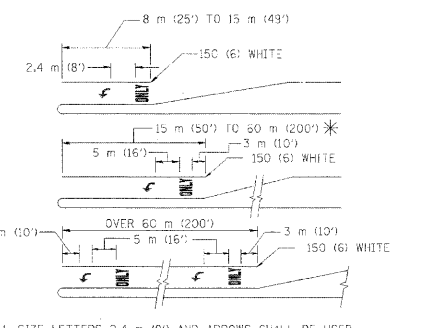 8 m (25') TO 15 m (49')
2.4 m (8')
150 (6) WHITE
ONLY
15 m (50') TO 60 m (200') *
5 m (16')
3 m (10')
150 (6) WHITE
ONLY
OVER 60 m (200')
m (10')
5 m (16')
3 m (10')
150 (6) WHITE
ONLY
ONLY
SIZE LETTERS 2.4 m (8') AND ARROWS SHALL BE USED